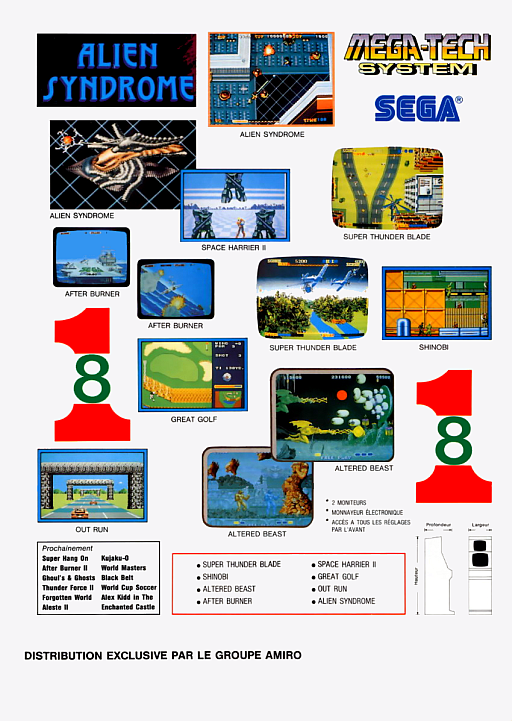 ALIEN
SYNDROME
MEGA-TECH
SYSTEM
SEGA®
ALIEN SYNDROME
ALIEN SYNDROME
SPACE HARRIER II
SUPER THUNDER BLADE
AFTER BURNER
AFTER BURNER
SUPER THUNDER BLADE
SHINOBI
1
8
GREAT GOLF
1
8
ALTERED BEAST
OUT RUN
ALTERED BEAST
* 2 MONITEURS
* MONNAYEUR ÉLECTRONIQUE
* ACCÈS A TOUS LES RÉGLAGES
PAR L'AVANT
Profondeur
Largeur
Hauteur
Prochainement
Super Hang On Kujaku-O
After Burner II World Masters
Ghoul's & Ghosts Black Belt
Thunder Force II World Cup Soccer
Forgotten World Alex Kidd in The
Aleste II Enchanted Castle
• SUPER THUNDER BLADE • SPACE HARRIER II
• SHINOBI • GREAT GOLF
• ALTERED BEAST • OUT RUN
• AFTER BURNER • ALIEN SYNDROME
DISTRIBUTION EXCLUSIVE PAR LE GROUPE AMIRO